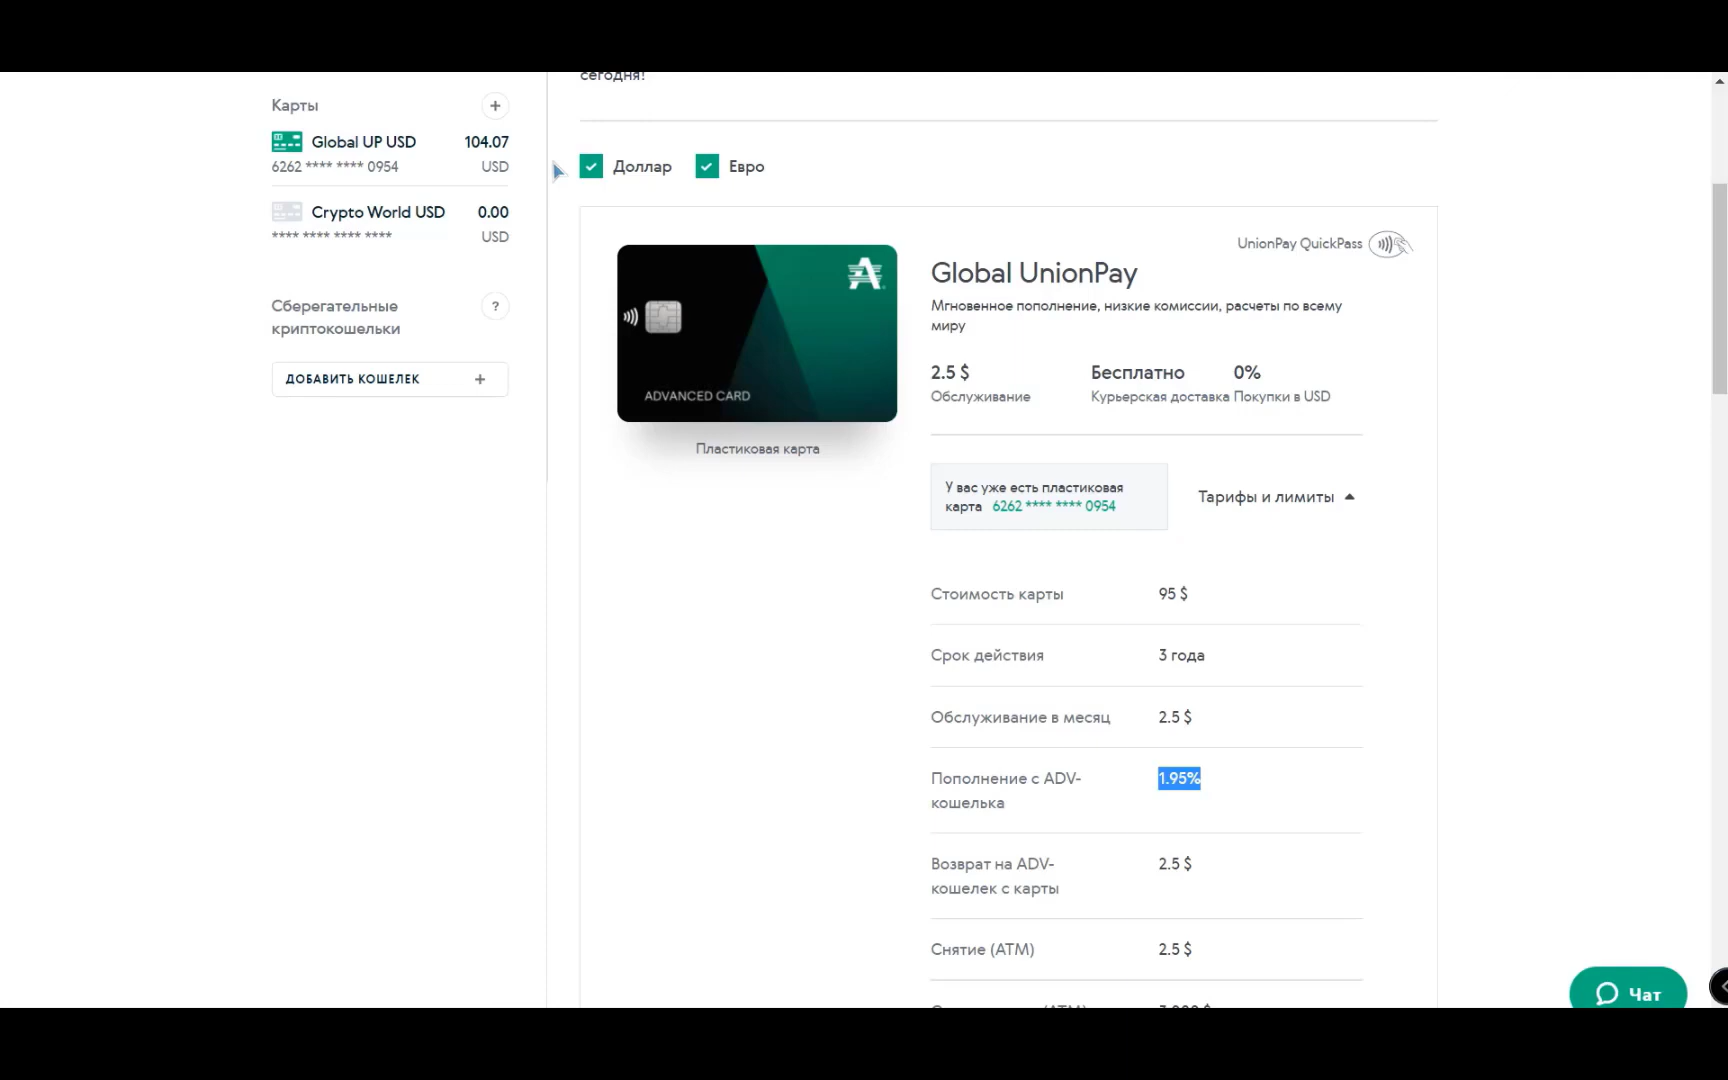 сегодня!
Карты
+
Global UP USD 104.07
6262 **** **** 0954 USD
Crypto World USD 0.00
**** **** **** **** USD
Сберегательные
криптокошельки
?
ДОБАВИТЬ КОШЕЛЕК +
Доллар Евро
ADVANCED CARD
Пластиковая карта
UnionPay QuickPass
Global UnionPay
Мгновенное пополнение, низкие комиссии, расчеты по всему
миру
2.5 $ Бесплатно 0%
Обслуживание Курьерская доставка Покупки в USD
У вас уже есть пластиковая
карта 6262 **** **** 0954
Тарифы и лимиты
Стоимость карты 95 $
Срок действия 3 года
Обслуживание в месяц 2.5 $
Пополнение с ADV- 1.95%
кошелька
Возврат на ADV- 2.5 $
кошелек с карты
Снятие (ATM) 2.5 $
Чат